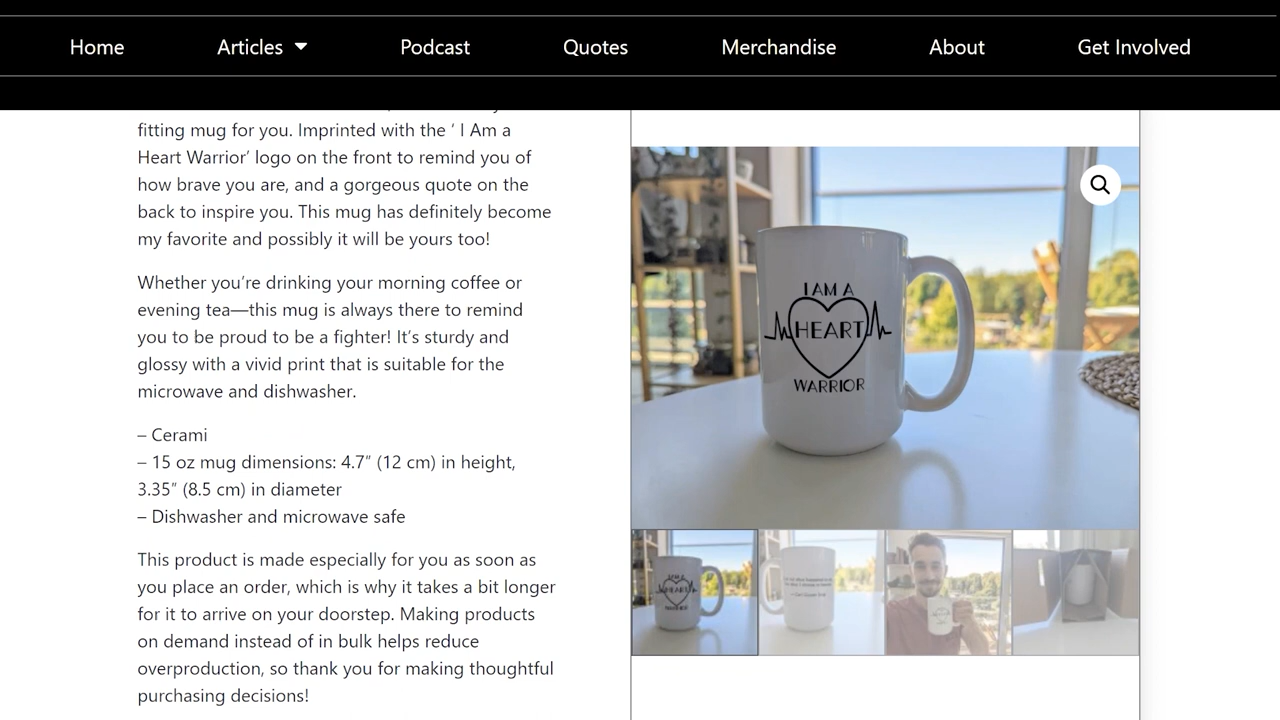 Home
Articles
Podcast
Quotes
Merchandise
About
Get Involved
fitting mug for you. Imprinted with the ‘ I Am a
Heart Warrior’ logo on the front to remind you of
how brave you are, and a gorgeous quote on the
back to inspire you. This mug has definitely become
my favorite and possibly it will be yours too!
Whether you’re drinking your morning coffee or
evening tea—this mug is always there to remind
you to be proud to be a fighter! It’s sturdy and
glossy with a vivid print that is suitable for the
microwave and dishwasher.
– Cerami
– 15 oz mug dimensions: 4.7″ (12 cm) in height,
3.35″ (8.5 cm) in diameter
– Dishwasher and microwave safe
This product is made especially for you as soon as
you place an order, which is why it takes a bit longer
for it to arrive on your doorstep. Making products
on demand instead of in bulk helps reduce
overproduction, so thank you for making thoughtful
purchasing decisions!
I AM A
HEART
WARRIOR